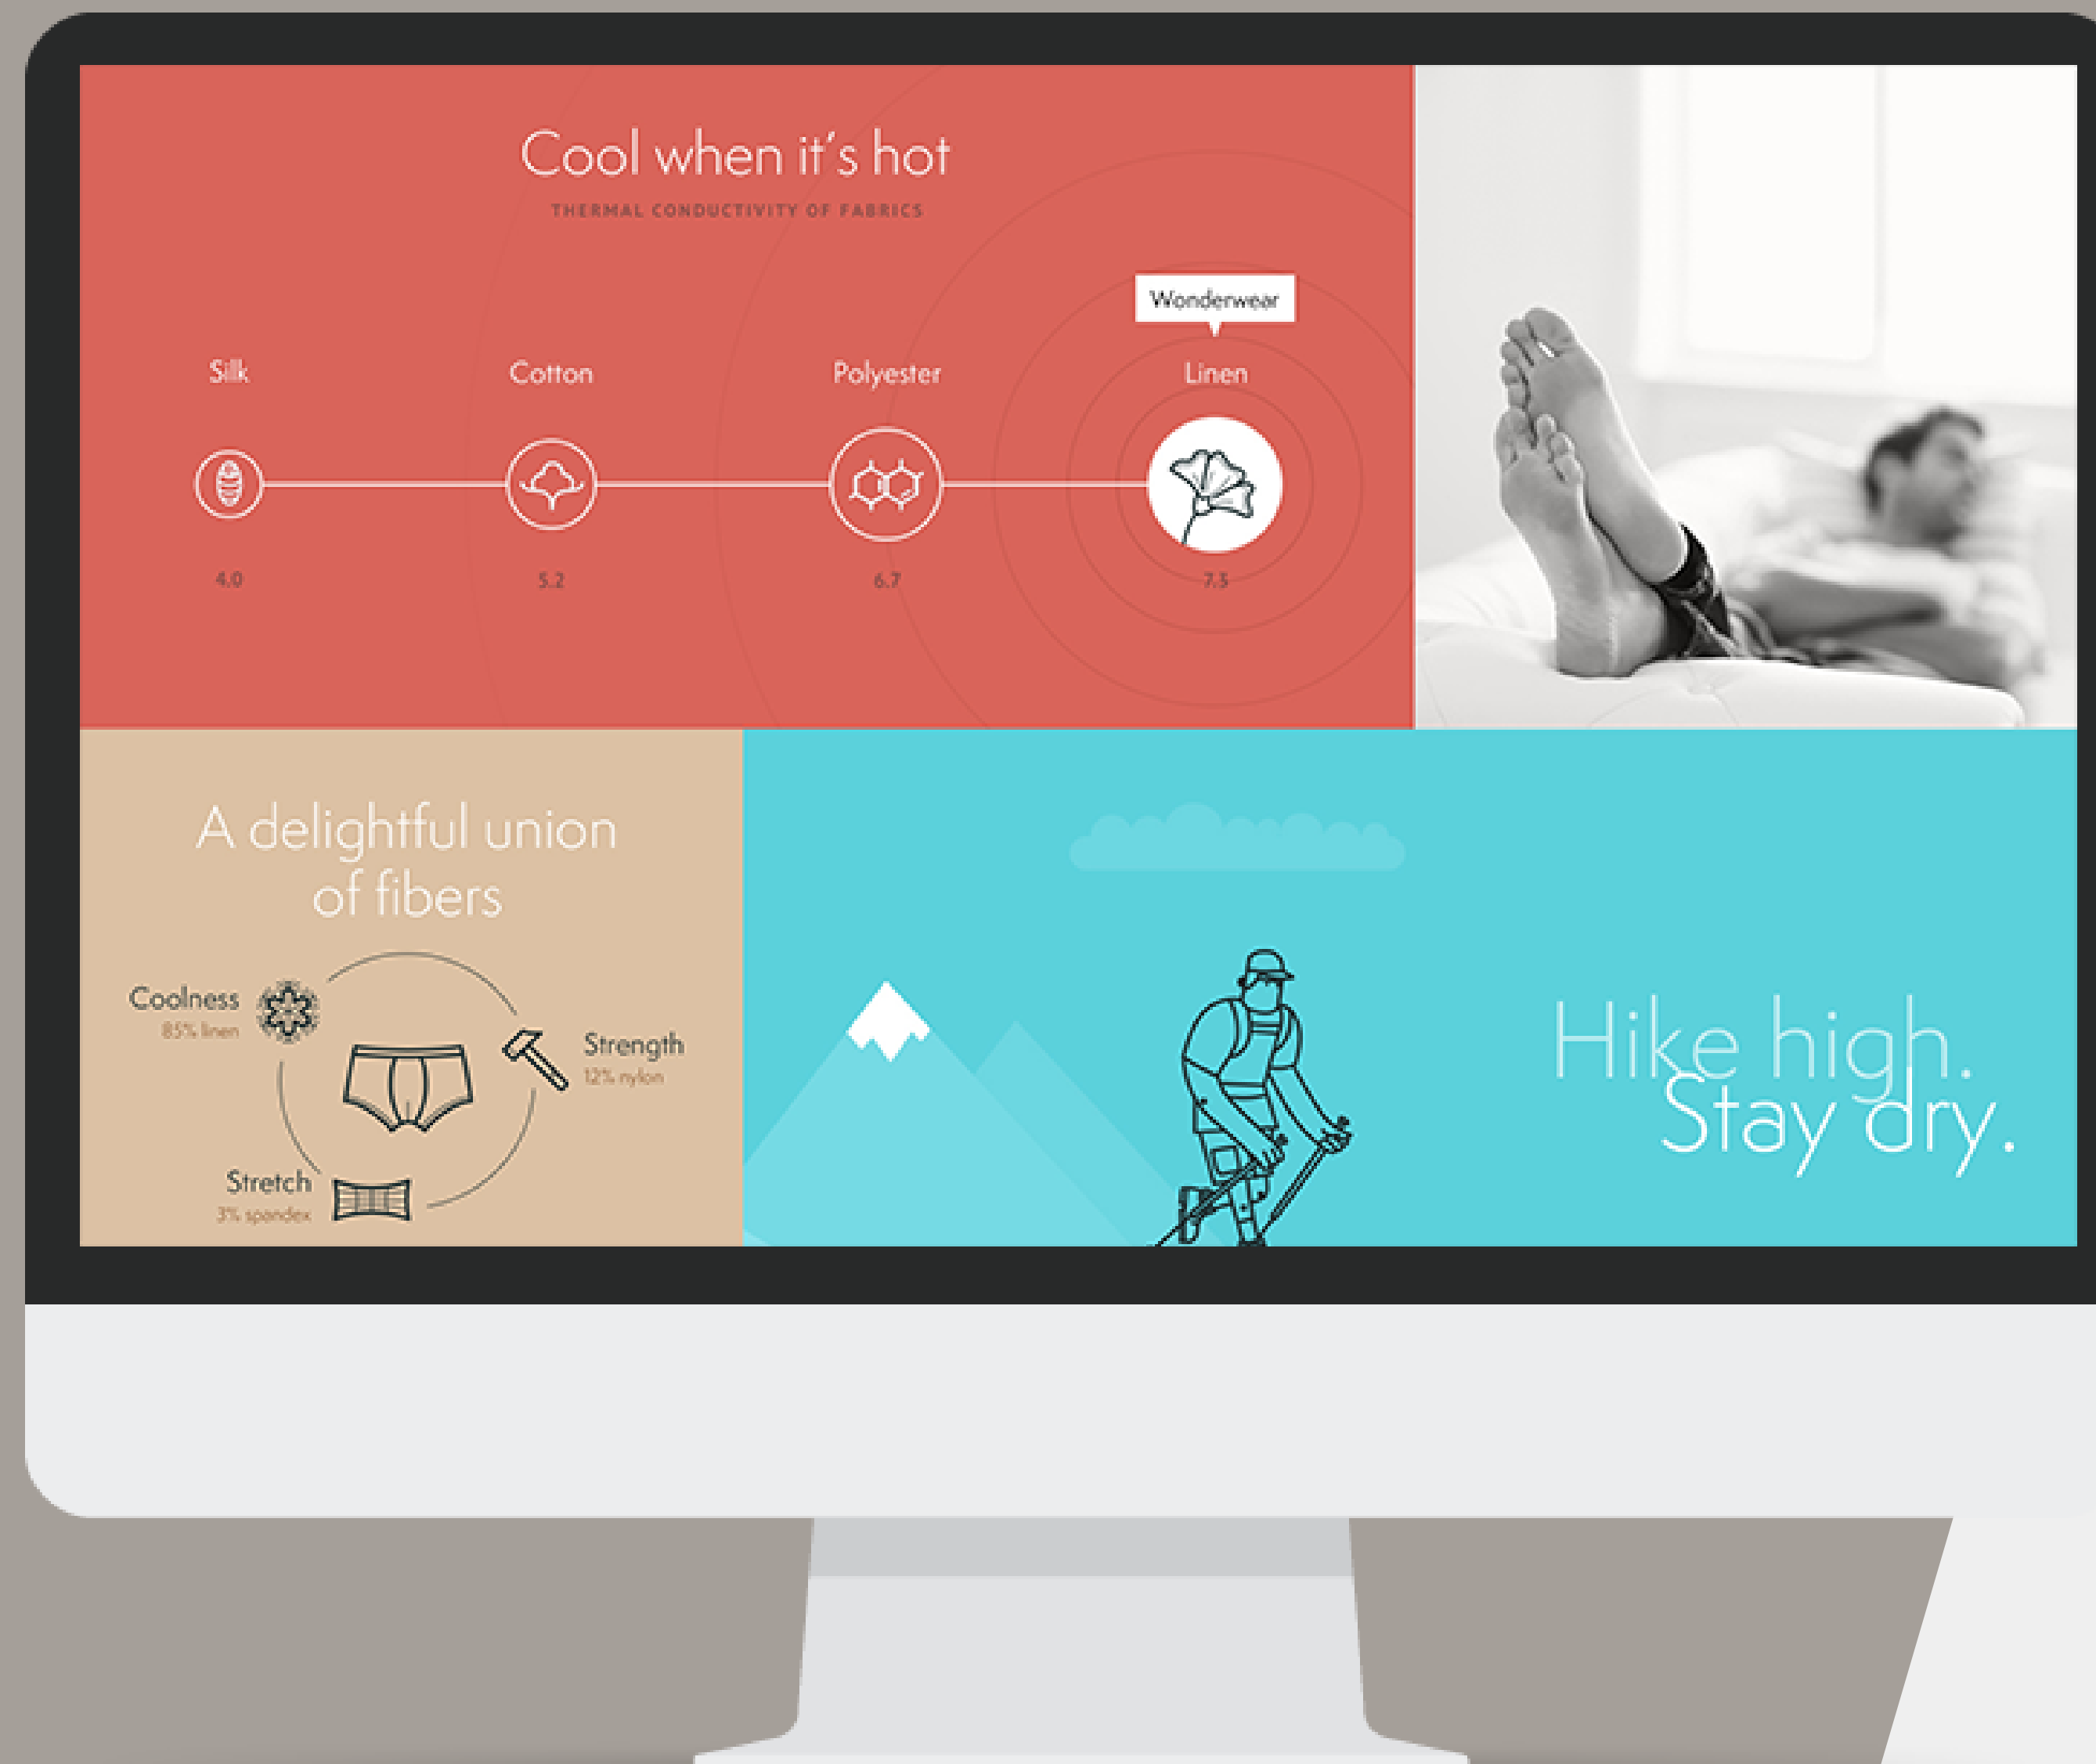 Cool when it's hot
THERMAL CONDUCTIVITY OF FABRICS
Wonderwear
Silk
Cotton
Polyester
Linen
4.0
5.2
6.7
7.3
A delightful union
of fibers
Coolness
85% linen
Strength
12% nylon
Stretch
3% spandex
Hike high.
Stay dry.